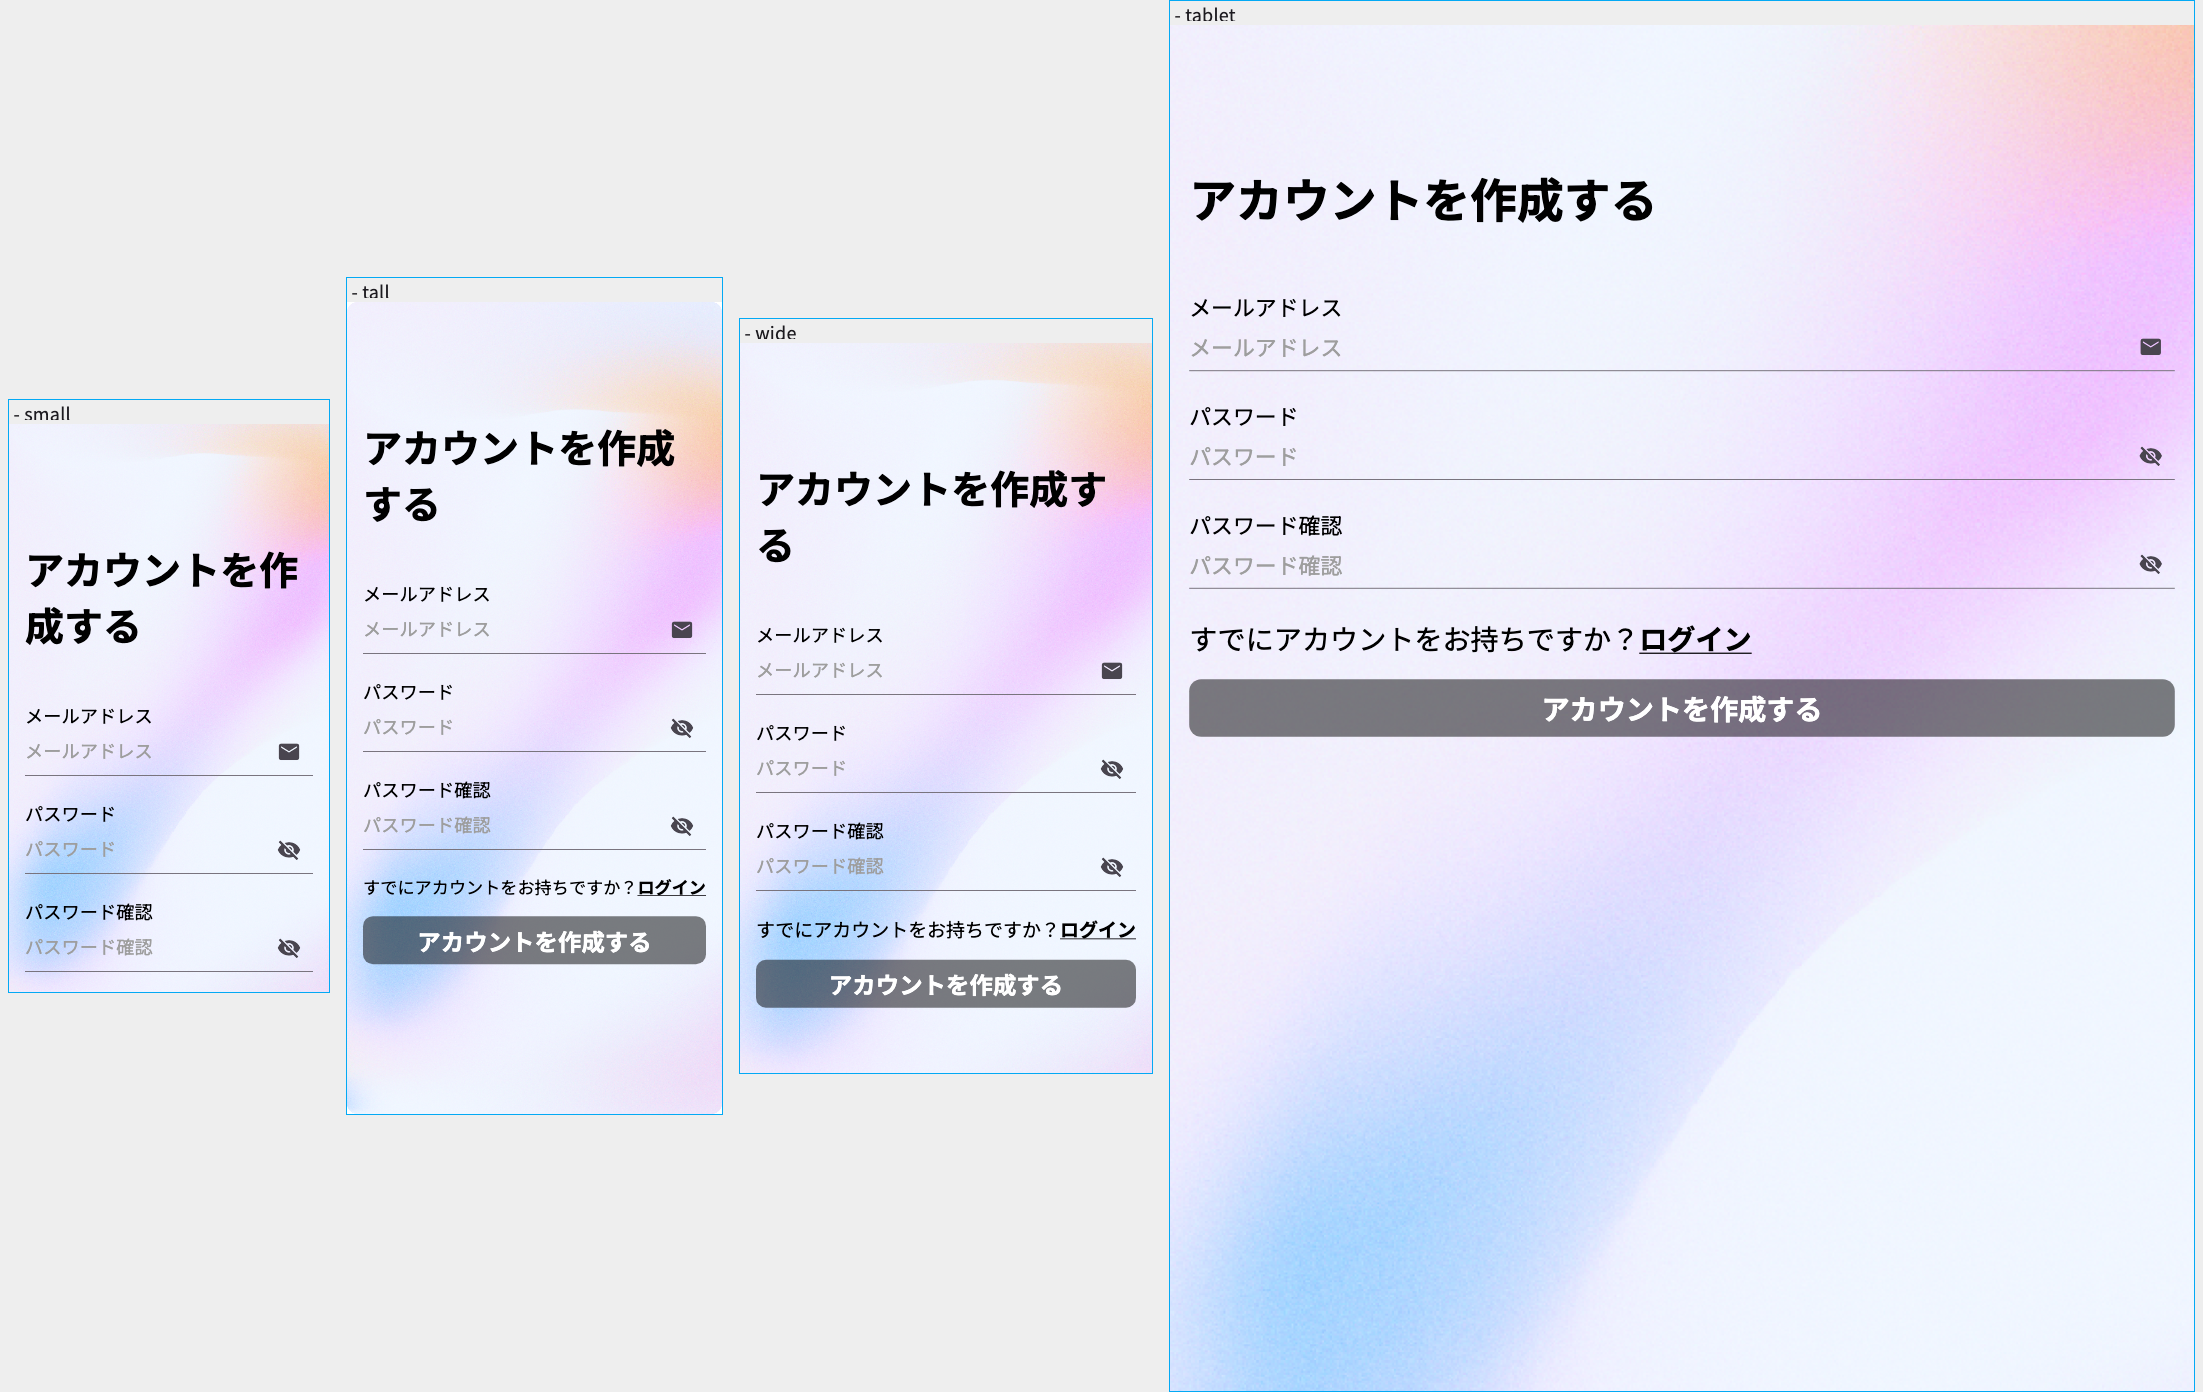 - small
アカウントを作
成する
メールアドレス
メールアドレス
パスワード
パスワード
パスワード確認
パスワード確認
- tall
アカウントを作成
する
メールアドレス
メールアドレス
パスワード
パスワード
パスワード確認
パスワード確認
すでにアカウントをお持ちですか？ログイン
アカウントを作成する
- wide
アカウントを作成す
る
メールアドレス
メールアドレス
パスワード
パスワード
パスワード確認
パスワード確認
すでにアカウントをお持ちですか？ログイン
アカウントを作成する
- tablet
アカウントを作成する
メールアドレス
メールアドレス
パスワード
パスワード
パスワード確認
パスワード確認
すでにアカウントをお持ちですか？ログイン
アカウントを作成する